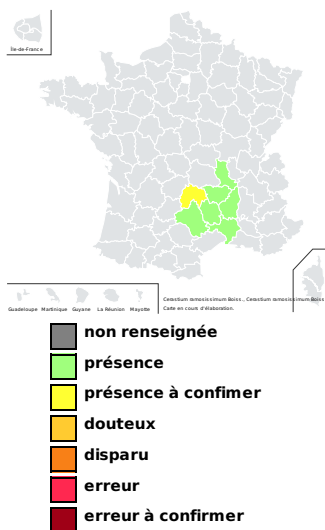 Île-de-France
Guadeloupe Martinique Guyane La Réunion Mayotte
Cerastium ramosissimum Boiss., Cerastium ramosissimum Boiss
Carte en cours d'élaboration.
non renseignée
présence
présence à confimer
douteux
disparu
erreur
erreur à confirmer